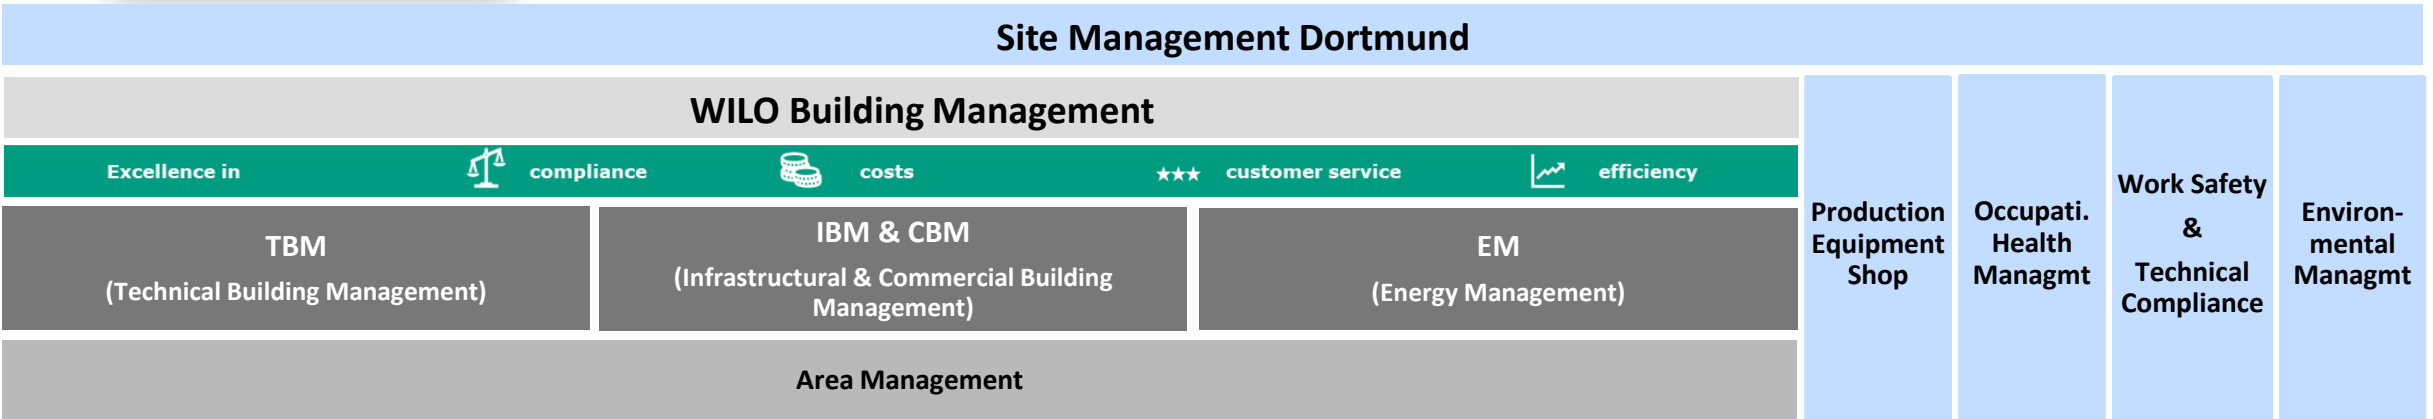 Site Management Dortmund
WILO Building Management
Excellence in compliance costs customer service efficiency
TBM
(Technical Building Management)
IBM & CBM
(Infrastructural & Commercial Building
Management)
EM
(Energy Management)
Area Management
Production
Equipment
Shop
Occupati.
Health
Managmt
Work Safety
&
Technical
Compliance
Environ-
mental
Managmt